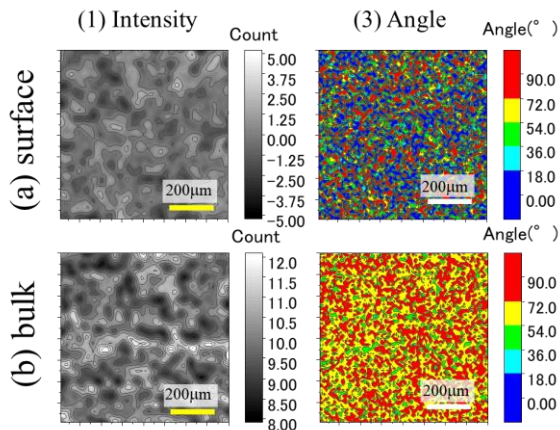 (1) Intensity
(3) Angle
(a) surface
200μm
Count
5.00
3.75
2.50
1.25
0.00
−1.25
−2.50
−3.75
−5.00
200μm
Angle(°)
90.0
72.0
54.0
36.0
18.0
0.00
(b) bulk
200μm
Count
12.0
11.5
11.0
10.5
10.0
9.50
9.00
8.50
8.00
200μm
Angle(°)
90.0
72.0
54.0
36.0
18.0
0.00